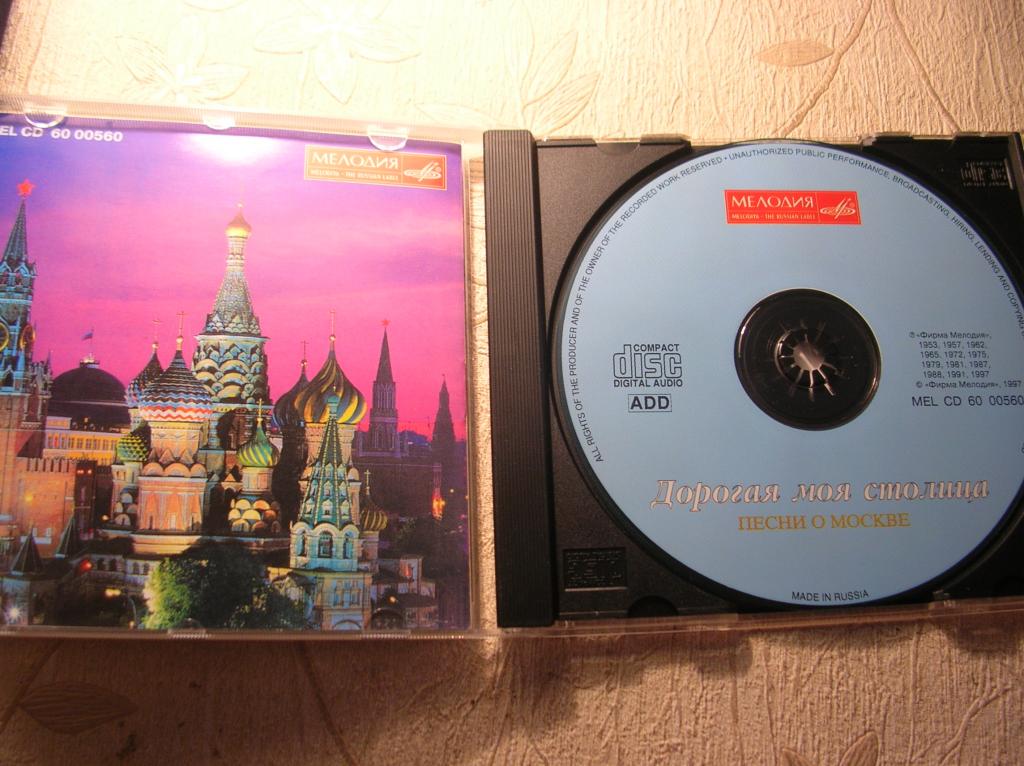 EL CD 60 00560
МЕЛОДИЯ
MELODIYA - THE RUSSIAN LABEL
ALL RIGHTS OF THE PRODUCER AND OF THE OWNER OF THE RECORDED WORK RESERVED • UNAUTHORIZED PUBLIC PERFORMANCE, BROADCASTING, HIRING, LENDING AND COPYING
МЕЛОДИЯ
MELODIYA - THE RUSSIAN LABEL
COMPACT
disc
DIGITAL AUDIO
ADD
℗ «Фирма Мелодия»,
1953, 1957, 1962,
1965, 1972, 1975,
1979, 1981, 1987,
1988, 1991, 1997
© «Фирма Мелодия», 1997
MEL CD 60 00560
Дорогая моя столица
ПЕСНИ О МОСКВЕ
MADE IN RUSSIA